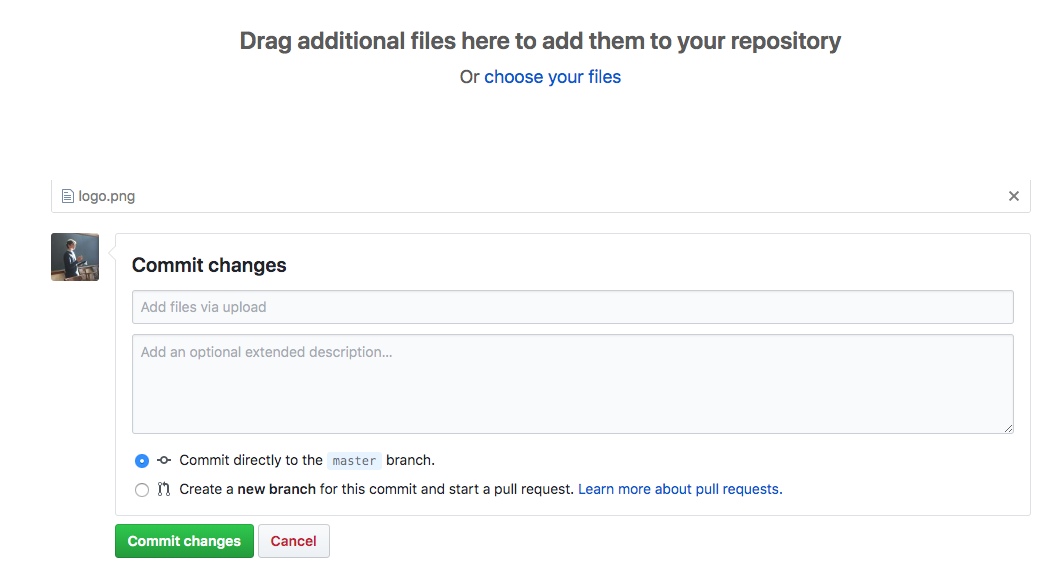 Drag additional files here to add them to your repository
Or choose your files
logo.png
Commit changes
Add files via upload
Add an optional extended description...
Commit directly to the master branch.
Create a new branch for this commit and start a pull request. Learn more about pull requests.
Commit changes Cancel